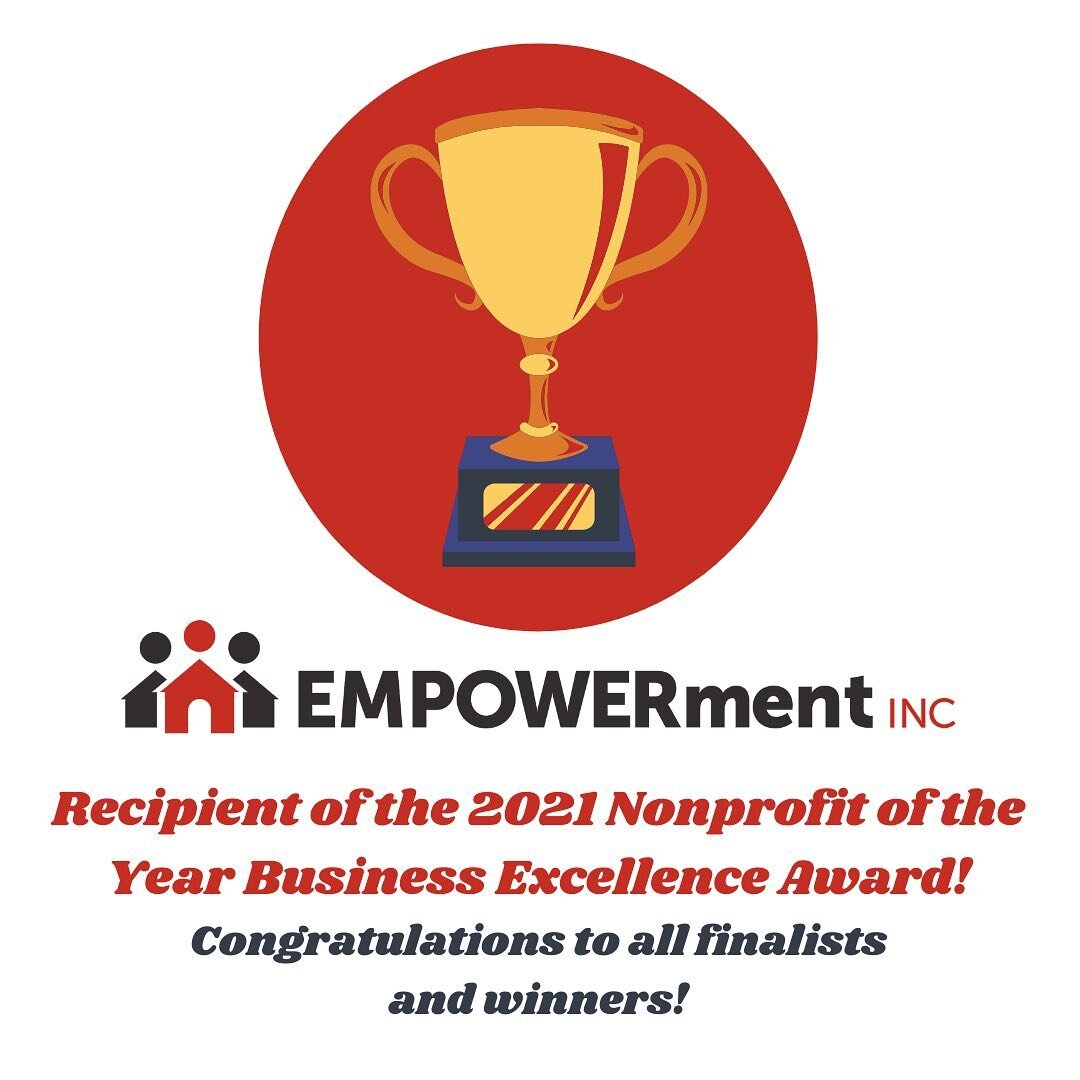 EMPOWERment INC
Recipient of the 2021 Nonprofit of the
Year Business Excellence Award!
Congratulations to all finalists
and winners!